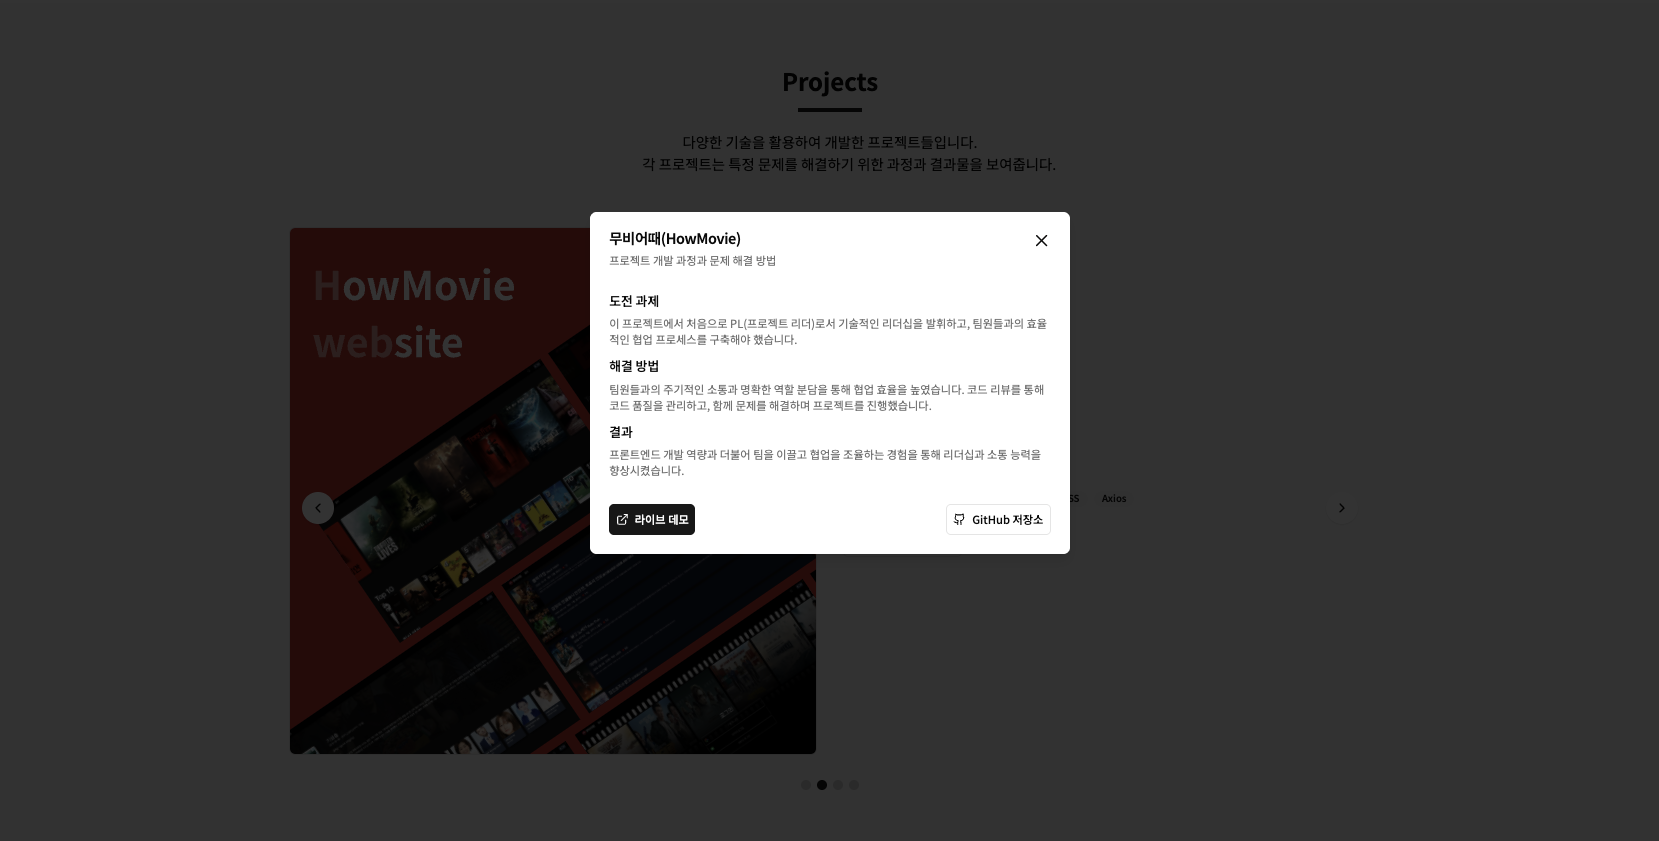 Projects
다양한 기술을 활용하여 개발한 프로젝트들입니다.
각 프로젝트는 특정 문제를 해결하기 위한 과정과 결과물을 보여줍니다.
HowMovie
website
무비어때(HowMovie)
프로젝트 개발 과정과 문제 해결 방법
도전 과제
이 프로젝트에서 처음으로 PL(프로젝트 리더)로서 기술적인 리더십을 발휘하고, 팀원들과의 효율
적인 협업 프로세스를 구축해야 했습니다.
해결 방법
팀원들과의 주기적인 소통과 명확한 역할 분담을 통해 협업 효율을 높였습니다. 코드 리뷰를 통해
코드 품질을 관리하고, 함께 문제를 해결하며 프로젝트를 진행했습니다.
결과
프론트엔드 개발 역량과 더불어 팀을 이끌고 협업을 조율하는 경험을 통해 리더십과 소통 능력을
향상시켰습니다.
라이브 데모
GitHub 저장소
Axios
LIVES
Top 10